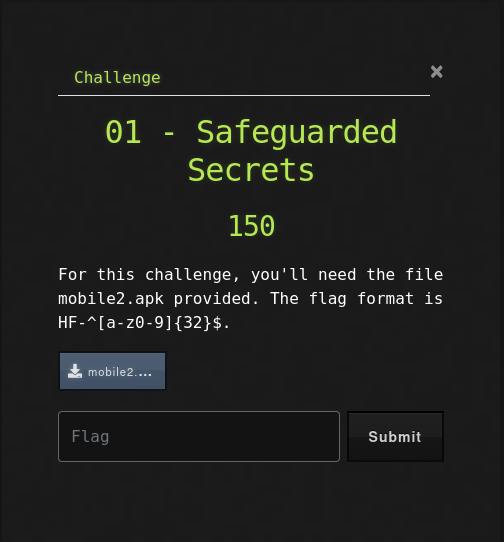 Challenge
×
01 - Safeguarded
Secrets
150
For this challenge, you'll need the file
mobile2.apk provided. The flag format is
HF-^[a-z0-9]{32}$.
mobile2....
Flag
Submit